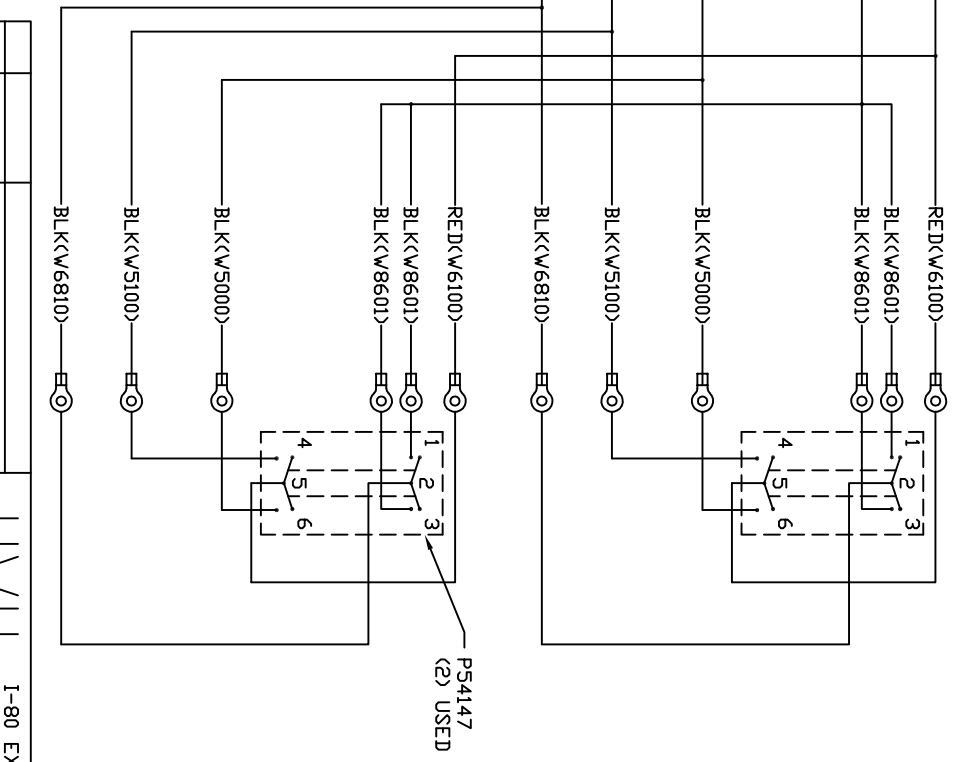 RED(W6100)
BLK(W8601)
BLK(W8601)
1 2 3
4 5 6
BLK(W5000)
BLK(W5100)
BLK(W6810)
P54147
(2) USED
RED(W6100)
BLK(W8601)
BLK(W8601)
1 2 3
4 5 6
BLK(W5000)
BLK(W5100)
BLK(W6810)
I-80